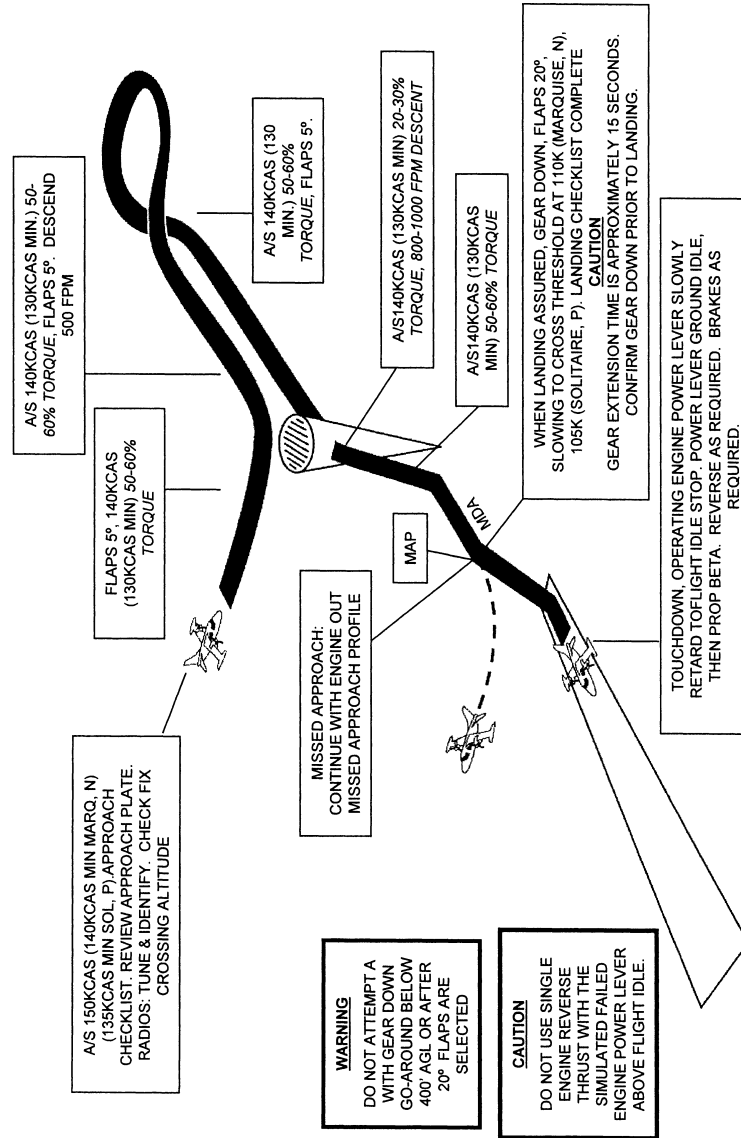 A/S 150KCAS (140KCAS MIN MARQ, N)
(135KCAS MIN SOL, P).APPROACH
CHECKLIST. REVIEW APPROACH PLATE.
RADIOS: TUNE & IDENTIFY. CHECK FIX
CROSSING ALTITUDE
FLAPS 5º, 140KCAS
(130KCAS MIN) 50-60%
TORQUE
A/S 140KCAS (130KCAS MIN.) 50-
60% TORQUE, FLAPS 5º. DESCEND
500 FPM
A/S 140KCAS (130
MIN.) 50-60%
TORQUE, FLAPS 5º.
A/S140KCAS (130KCAS MIN) 20-30%
TORQUE, 800-1000 FPM DESCENT
A/S140KCAS (130KCAS
MIN) 50-60% TORQUE
MISSED APPROACH:
CONTINUE WITH ENGINE OUT
MISSED APPROACH PROFILE
MAP
MDA
WHEN LANDING ASSURED, GEAR DOWN, FLAPS 20º,
SLOWING TO CROSS THRESHOLD AT 110K (MARQUISE, N),
105K (SOLITAIRE, P). LANDING CHECKLIST COMPLETE
CAUTION
GEAR EXTENSION TIME IS APPROXIMATELY 15 SECONDS.
CONFIRM GEAR DOWN PRIOR TO LANDING.
WARNING
DO NOT ATTEMPT A
WITH GEAR DOWN
GO-AROUND BELOW
400' AGL OR AFTER
20º FLAPS ARE
SELECTED
CAUTION
DO NOT USE SINGLE
ENGINE REVERSE
THRUST WITH THE
SIMULATED FAILED
ENGINE POWER LEVER
ABOVE FLIGHT IDLE.
TOUCHDOWN, OPERATING ENGINE POWER LEVER SLOWLY
RETARD TOFLIGHT IDLE STOP. POWER LEVER GROUND IDLE,
THEN PROP BETA. REVERSE AS REQUIRED. BRAKES AS
REQUIRED.